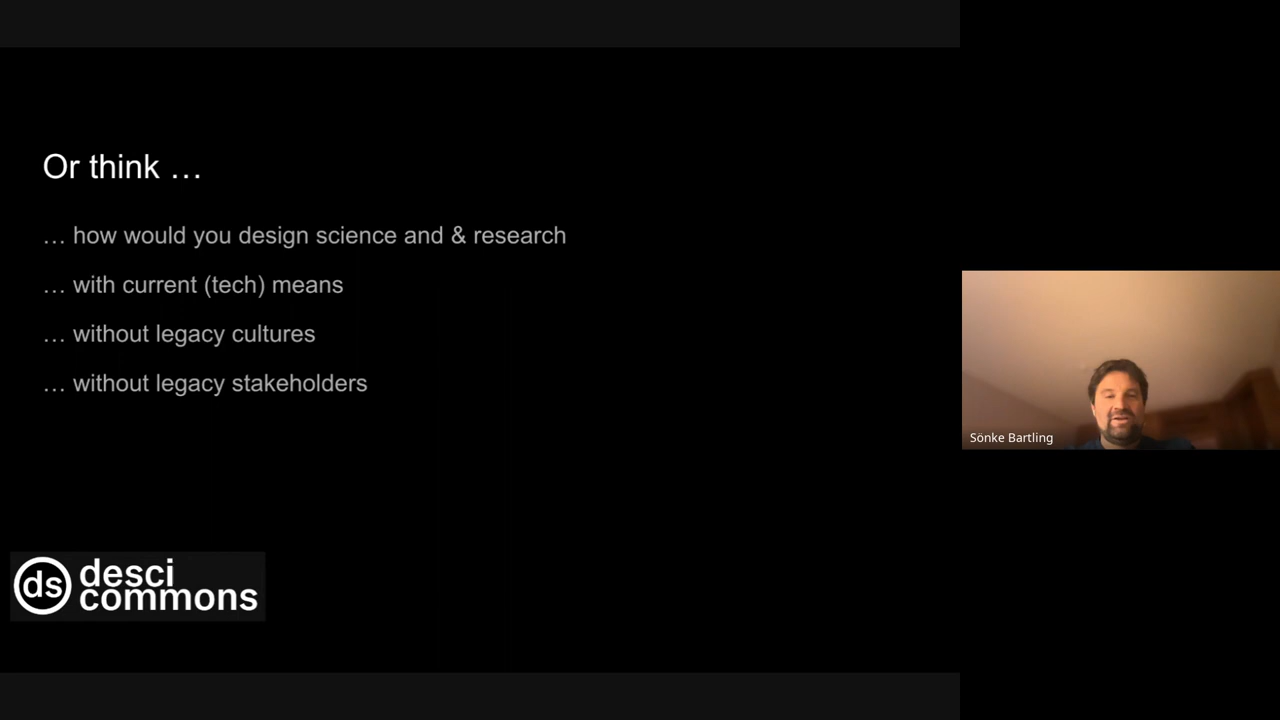 Or think …
… how would you design science and & research
… with current (tech) means
… without legacy cultures
… without legacy stakeholders
Sönke Bartling
ds
desci
commons